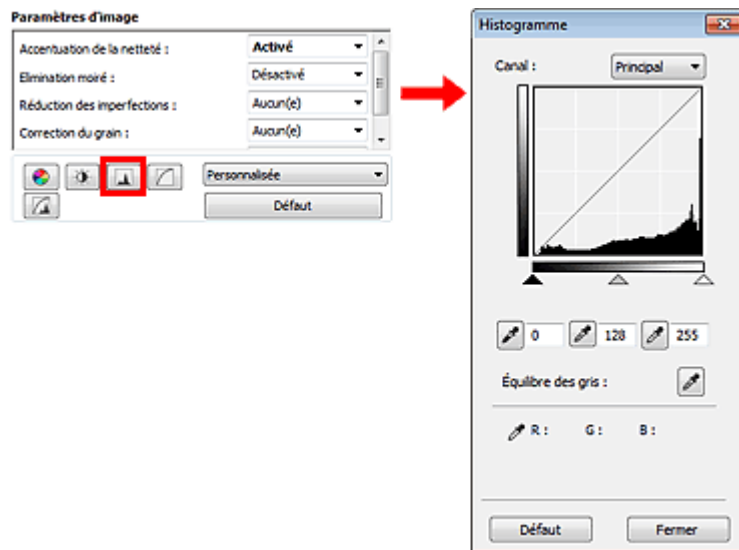 Paramètres d'image
Accentuation de la netteté : Activé
Elimination moiré : Désactivé
Réduction des imperfections : Aucun(e)
Correction du grain : Aucun(e)
Personnalisée
Défaut
Histogramme
Canal : Principal
0 128 255
Équilibre des gris :
R : G : B :
Défaut Fermer